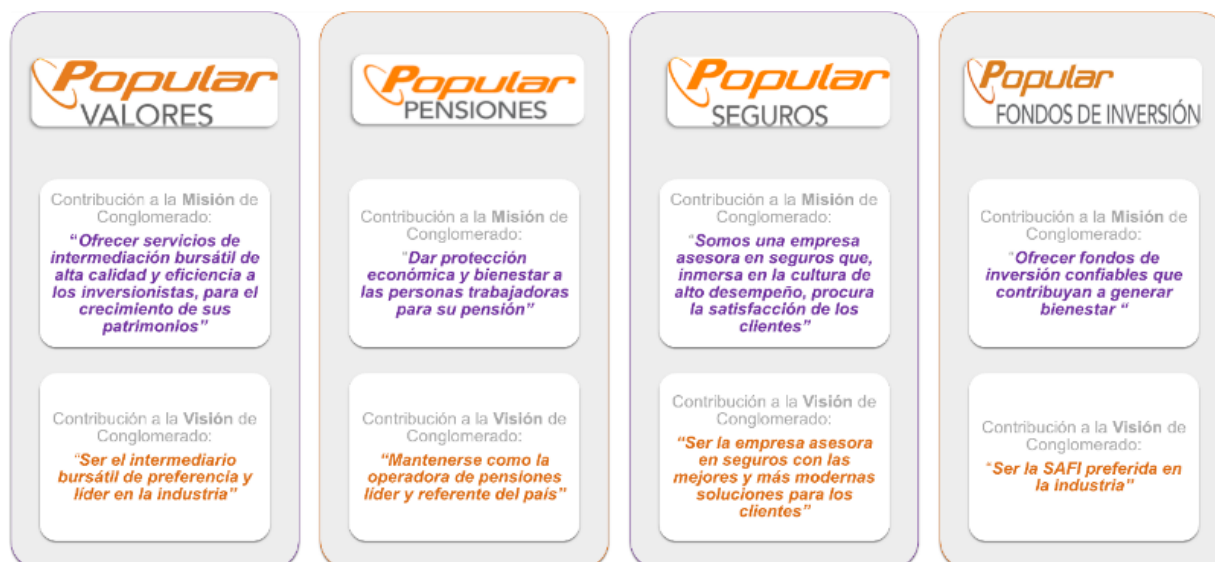 Popular
VALORES
Contribución a la Misión de
Conglomerado:
“Ofrecer servicios de
intermediación bursátil de
alta calidad y eficiencia a
los inversionistas, para el
crecimiento de sus
patrimonios”
Contribución a la Visión de
Conglomerado:
“Ser el intermediario
bursátil de preferencia y
líder en la industria”
Popular
PENSIONES
Contribución a la Misión de
Conglomerado:
“Dar protección
económica y bienestar a
las personas trabajadoras
para su pensión”
Contribución a la Visión de
Conglomerado:
“Mantenerse como la
operadora de pensiones
líder y referente del país”
Popular
SEGUROS
Contribución a la Misión de
Conglomerado:
“Somos una empresa
asesora en seguros que,
inmersa en la cultura de
alto desempeño, procura
la satisfacción de los
clientes”
Contribución a la Visión de
Conglomerado:
“Ser la empresa asesora
en seguros con las
mejores y más modernas
soluciones para los
clientes”
Popular
FONDOS DE INVERSIÓN
Contribución a la Misión de
Conglomerado:
“Ofrecer fondos de
inversión confiables que
contribuyan a generar
bienestar “
Contribución a la Visión de
Conglomerado:
“Ser la SAFI preferida en
la industria”